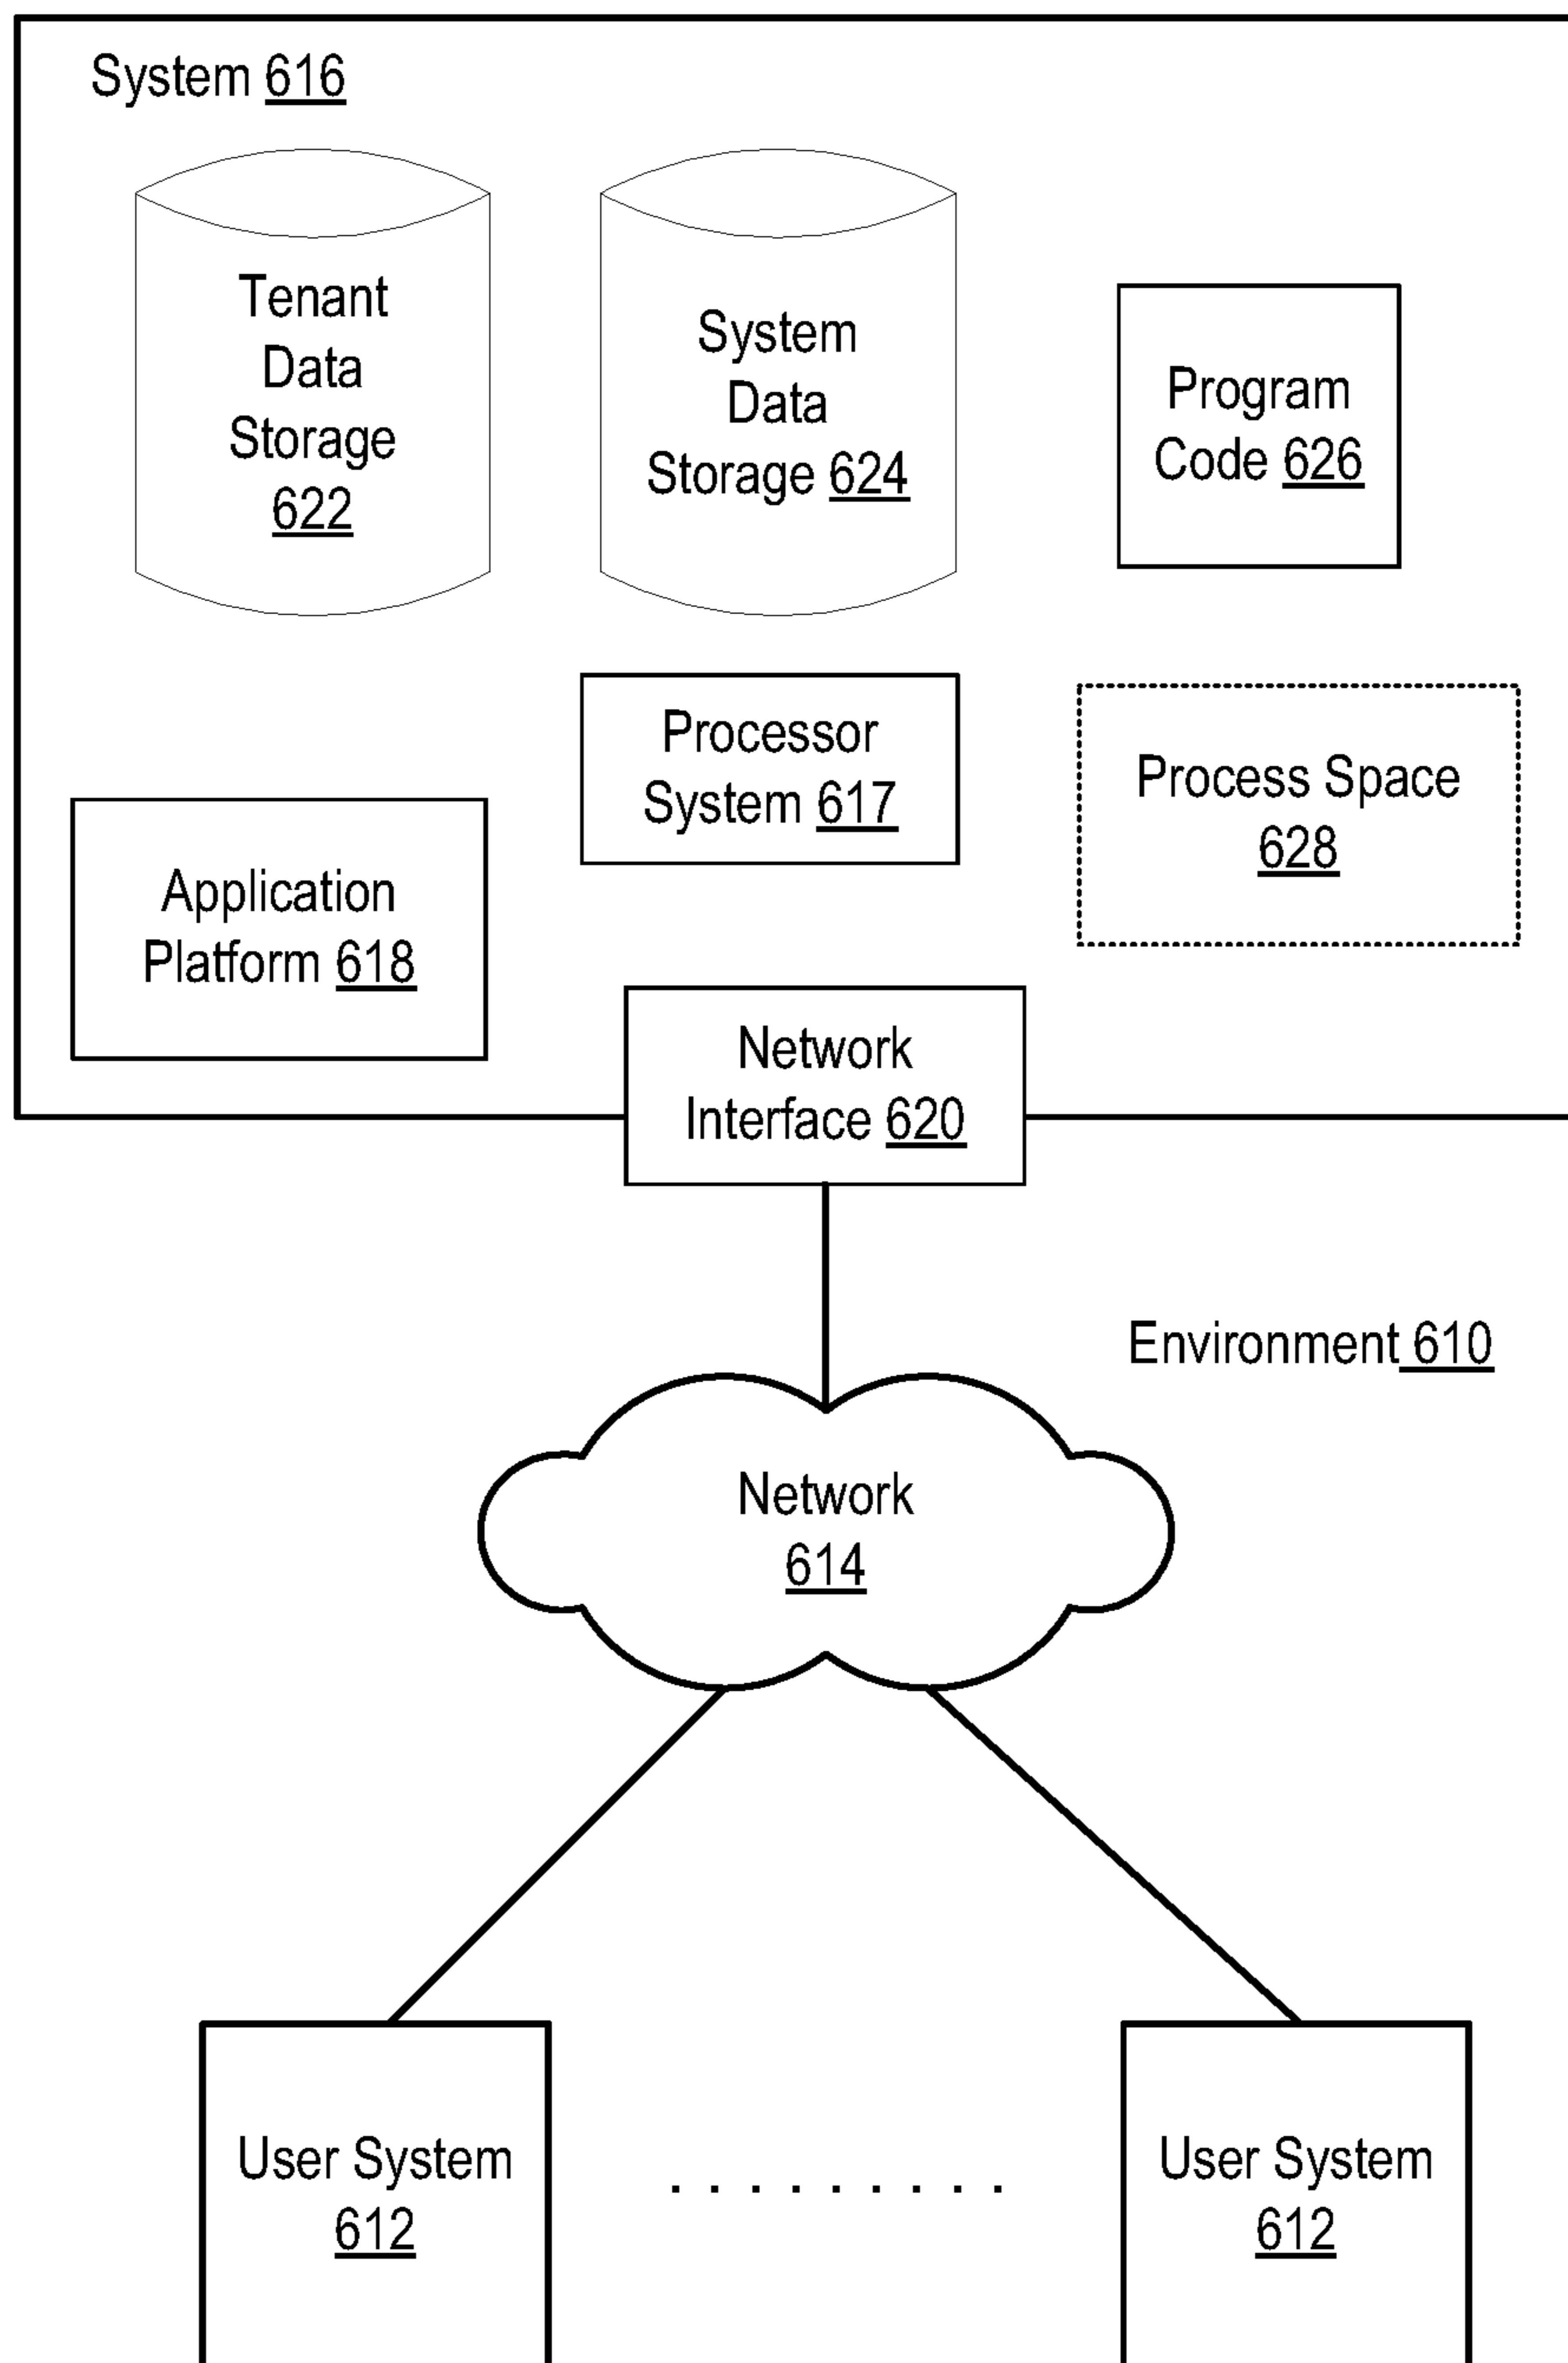 System 616
Tenant
Data
Storage
622
System
Data
Storage 624
Program
Code 626
Processor
System 617
Process Space
628
Application
Platform 618
Network
Interface 620
Environment 610
Network
614
User System
612
. . . . . . . . .
User System
612